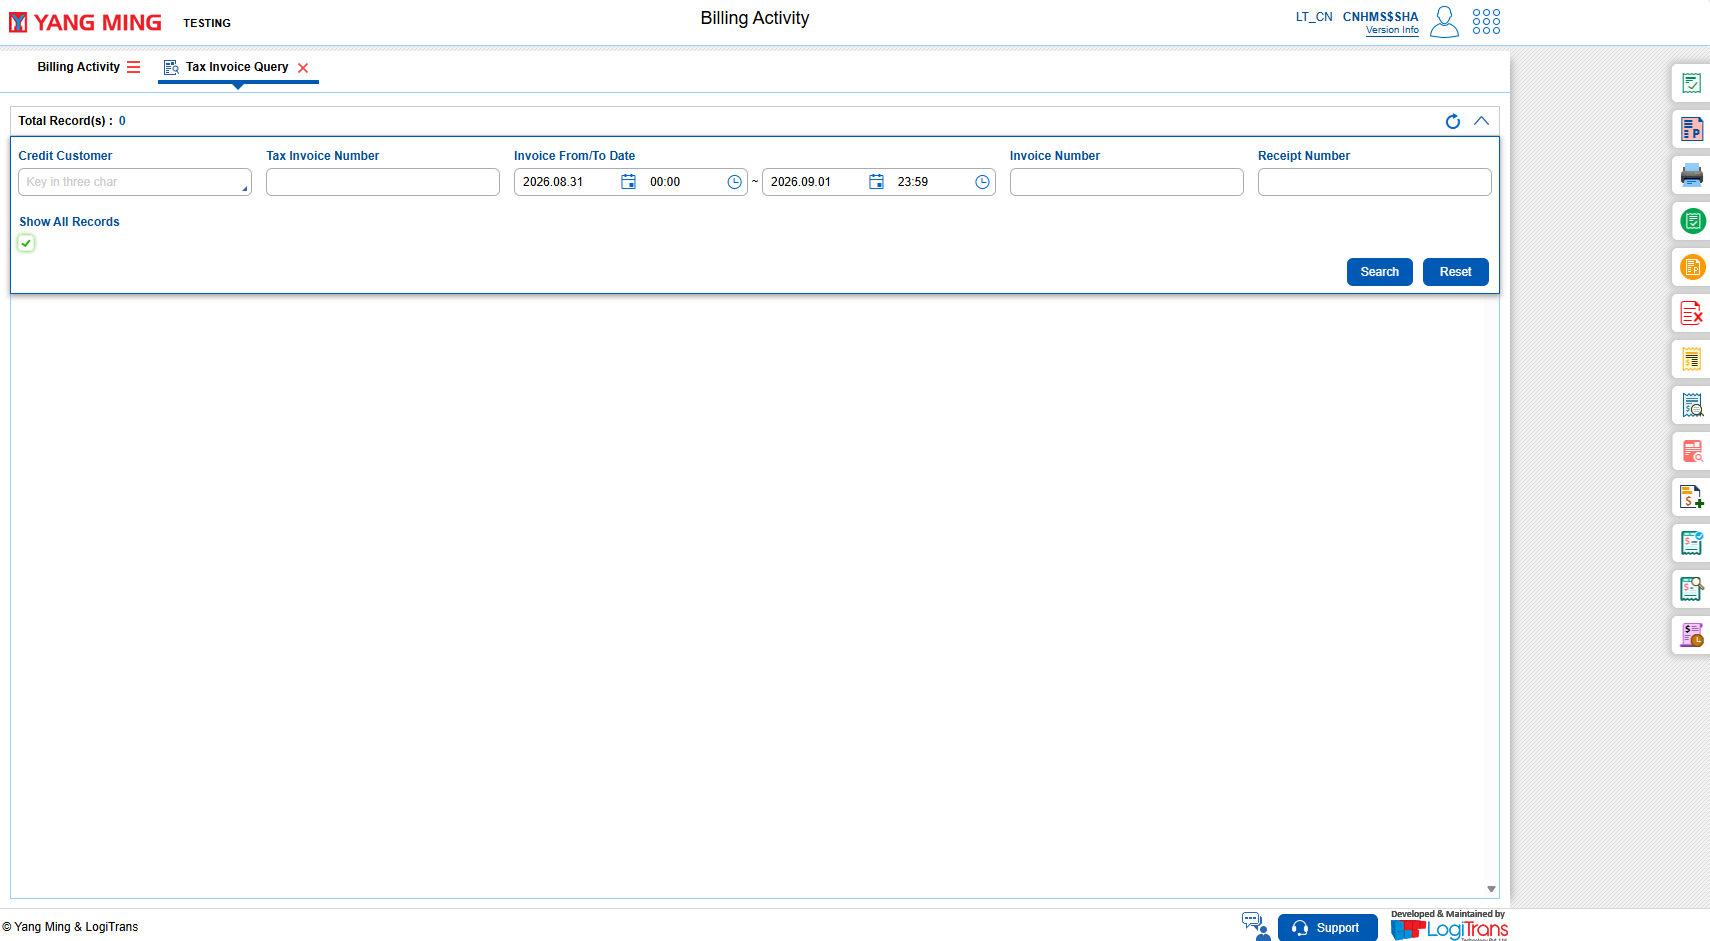 YANG MING
TESTING
Billing Activity
LT_CN
CNHMS$SHA
Version Info
Billing Activity
Tax Invoice Query
Total Record(s) : 0
Credit Customer
Tax Invoice Number
Invoice From/To Date
Invoice Number
Receipt Number
Key in three char
2026.08.31
00:00
~
2026.09.01
23:59
Show All Records
Search
Reset
© Yang Ming & LogiTrans
Support
Developed & Maintained by
LogiTrans